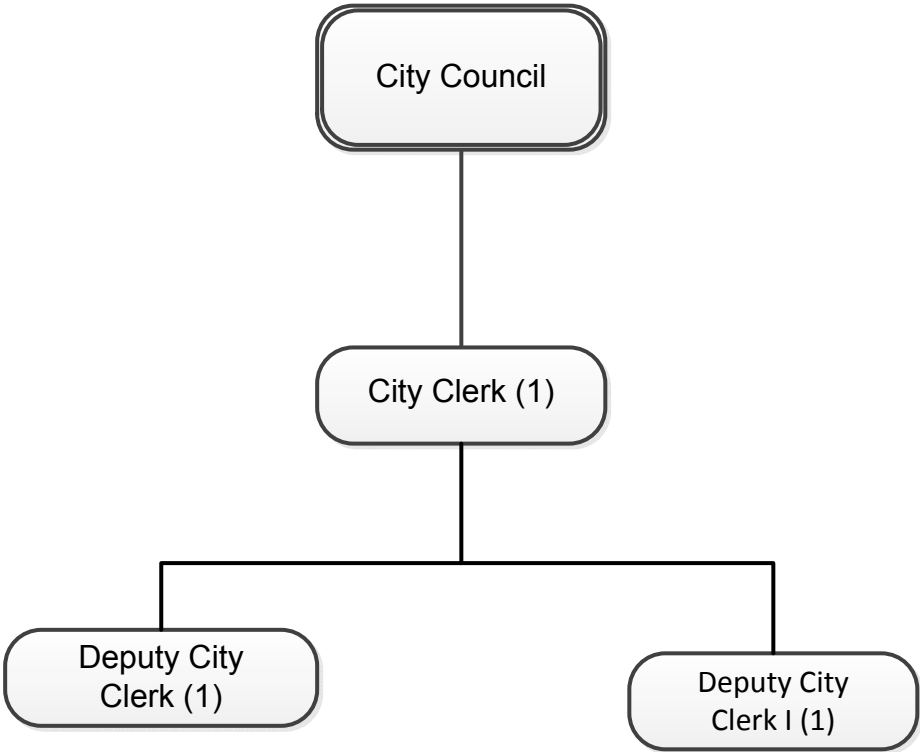 City Council
City Clerk (1)
Deputy City
Clerk (1)
Deputy City
Clerk I (1)